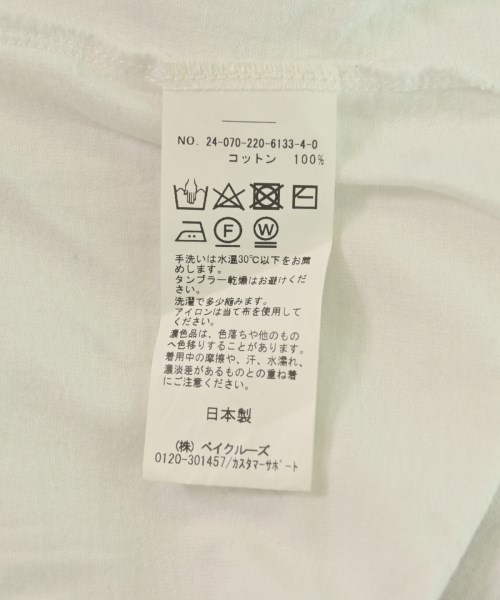 NO. 24-070-220-6133-4-0
コットン 100%
F W
手洗いは水温30℃以下をお薦
めします。
タンブラー乾燥はお避けくだ
さい。
洗濯で多少縮みます。
アイロンは当て布を使用して
ください。
濃色品は、色落ちや他のもの
へ色移りすることがあります。
着用中の摩擦や、汗、水濡れ、
濃淡差があるものとの重ね着
にご注意ください。
日本製
(株) ベイクルーズ
0120-301457/カスタマーサポート